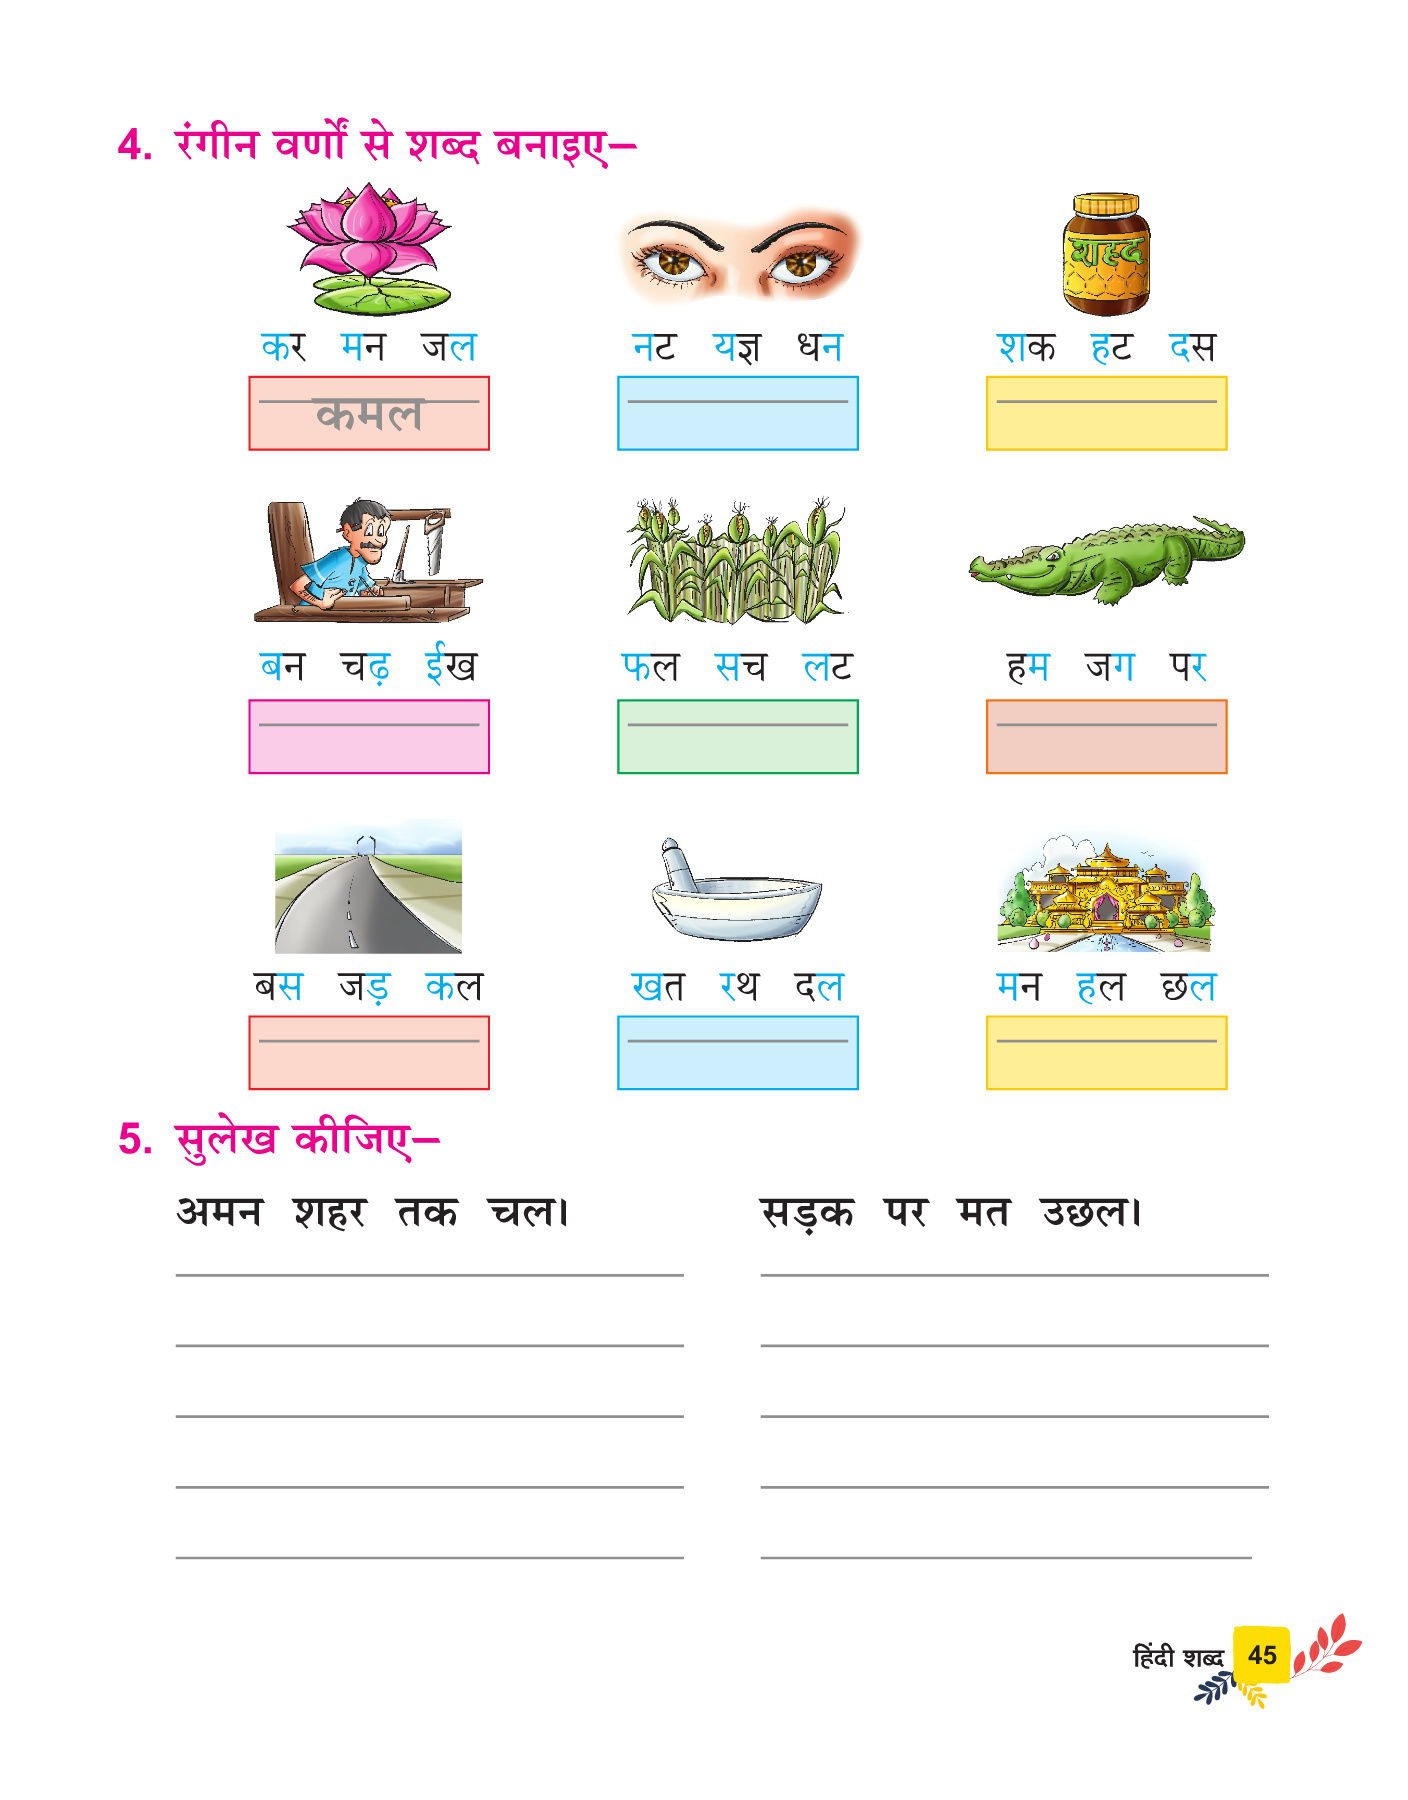 4. रंगीन वर्णों से शब्द बनाइए–
शहद
कर मन जल
नट यज्ञ धन
शक हट दस
कमल
बन चढ़ ईख
फल सच लट
हम जग पर
बस जड़ कल
खत रथ दल
मन हल छल
5. सुलेख कीजिए–
अमन शहर तक चल।
सड़क पर मत उछल।
हिंदी शब्द 45